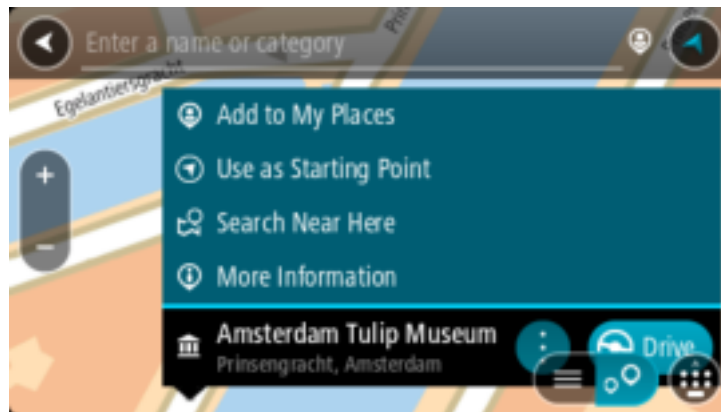 Enter a name or category
Egelantiersgracht
Add to My Places
Use as Starting Point
Search Near Here
More Information
Amsterdam Tulip Museum
Prinsengracht, Amsterdam
Drive